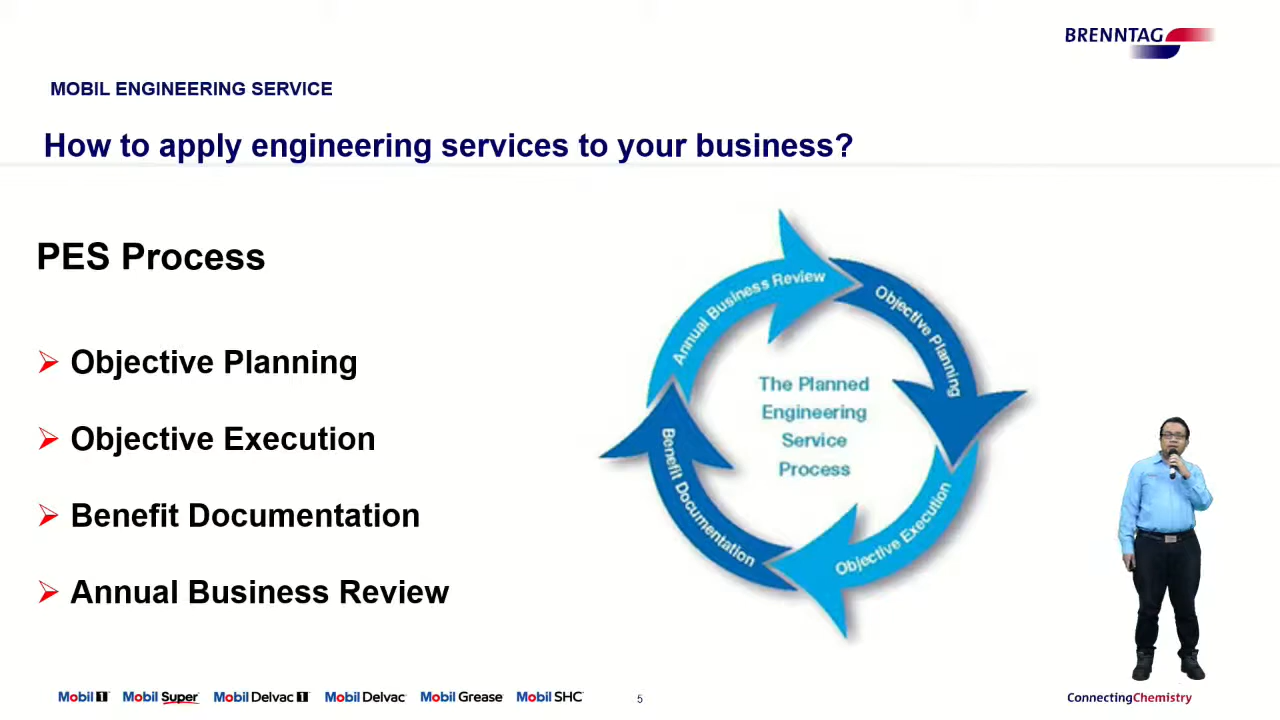 BRENNTAG
MOBIL ENGINEERING SERVICE
How to apply engineering services to your business?
PES Process
Objective Planning
Objective Execution
Benefit Documentation
Annual Business Review
Annual Business Review
Objective Planning
The Planned
Engineering
Service
Process
Benefit Documentation
Objective Execution
Mobil 1 Mobil Super Mobil Delvac 1 Mobil Delvac Mobil Grease Mobil SHC
5
ConnectingChemistry